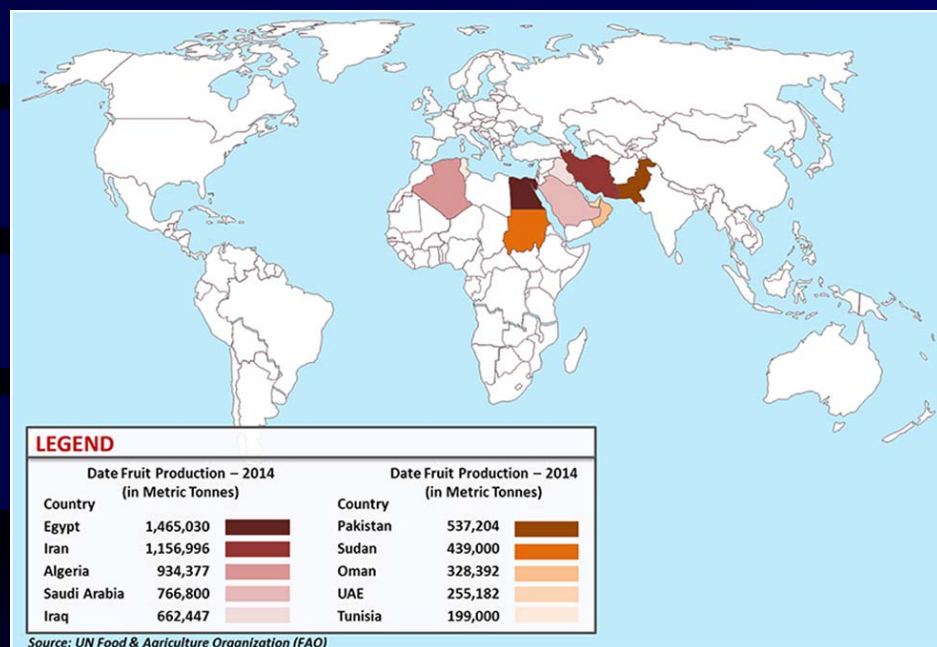 LEGEND
Date Fruit Production – 2014
(in Metric Tonnes)
Country
Egypt 1,465,030
Iran 1,156,996
Algeria 934,377
Saudi Arabia 766,800
Iraq 662,447
Date Fruit Production – 2014
(in Metric Tonnes)
Country
Pakistan 537,204
Sudan 439,000
Oman 328,392
UAE 255,182
Tunisia 199,000
Source: UN Food & Agriculture Organization (FAO)